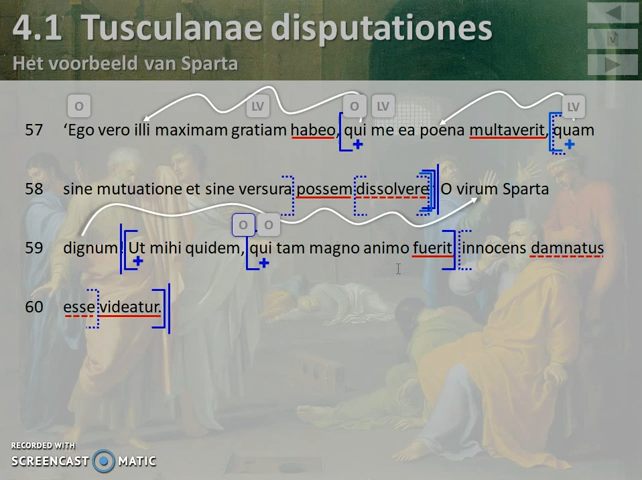 4.1 Tusculanae disputationes
Hét voorbeeld van Sparta
O LV O LV LV
57 ‘Ego vero illi maximam gratiam habeo, qui me ea poena multaverit, quam
58 sine mutuatione et sine versura possem dissolvere. O virum Sparta
O O
59 dignum! Ut mihi quidem, qui tam magno animo fuerit, innocens damnatus
60 esse videatur.
RECORDED WITH
SCREENCAST MATIC